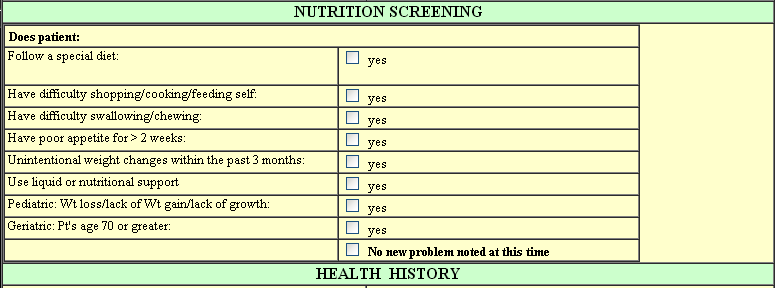 NUTRITION SCREENING
Does patient:
Follow a special diet: yes
Have difficulty shopping/cooking/feeding self: yes
Have difficulty swallowing/chewing: yes
Have poor appetite for > 2 weeks: yes
Unintentional weight changes within the past 3 months: yes
Use liquid or nutritional support yes
Pediatric: Wt loss/lack of Wt gain/lack of growth: yes
Geriatric: Pt's age 70 or greater: yes
No new problem noted at this time
HEALTH HISTORY